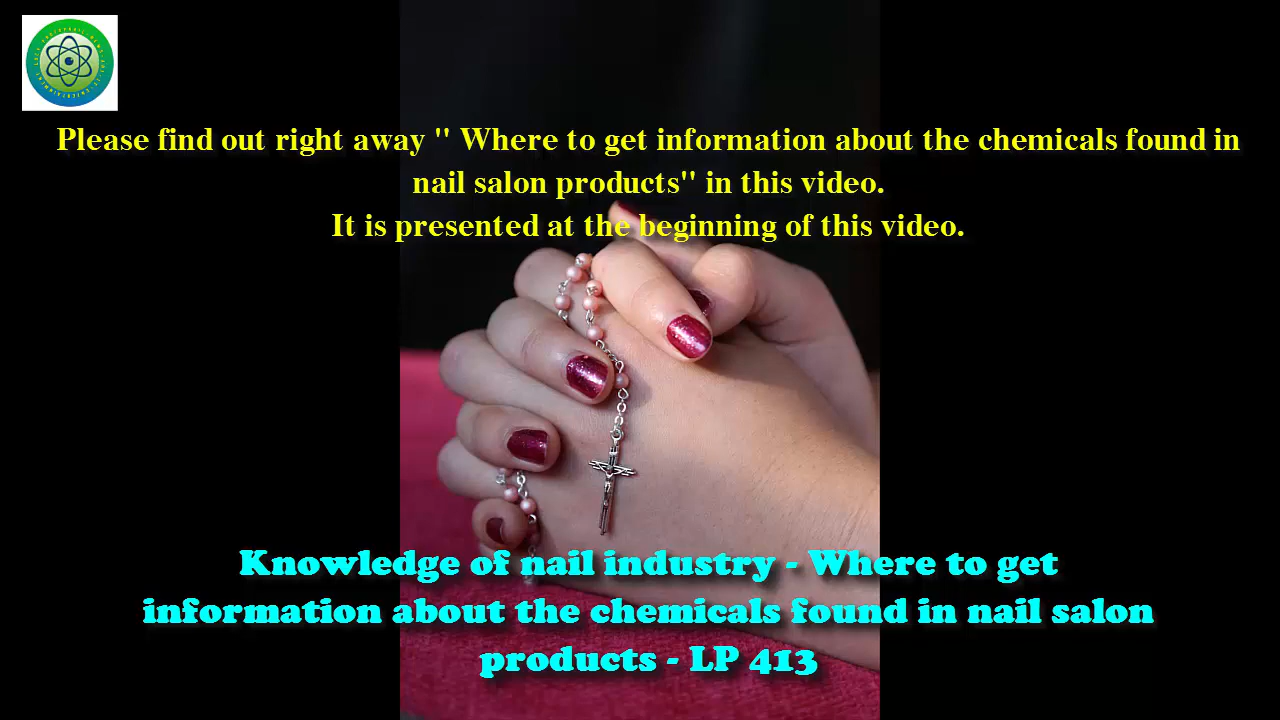 Please find out right away " Where to get information about the chemicals found in
nail salon products" in this video.
It is presented at the beginning of this video.
Knowledge of nail industry - Where to get
information about the chemicals found in nail salon
products - LP 413